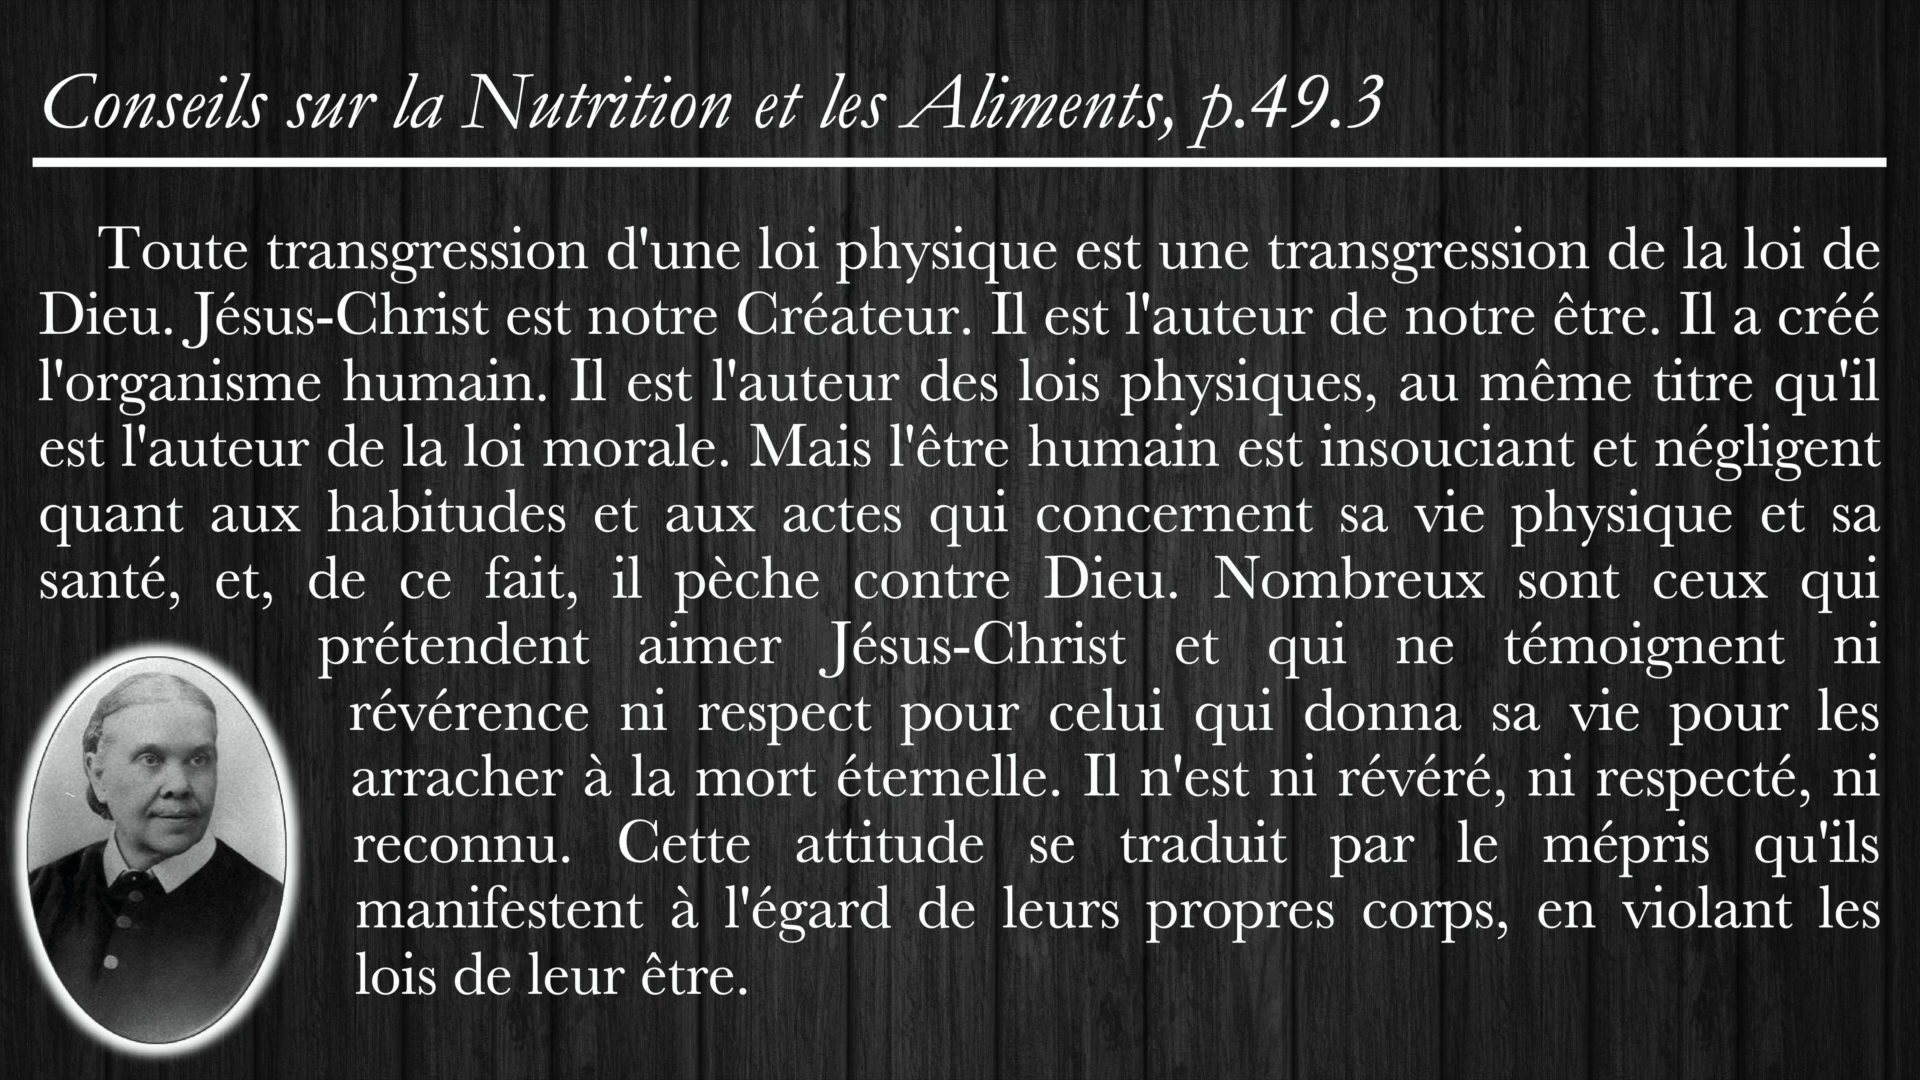 Conseils sur la Nutrition et les Aliments, p.49.3
Toute transgression d'une loi physique est une transgression de la loi de
Dieu. Jésus-Christ est notre Créateur. Il est l'auteur de notre être. Il a créé
l'organisme humain. Il est l'auteur des lois physiques, au même titre qu'il
est l'auteur de la loi morale. Mais l'être humain est insouciant et négligent
quant aux habitudes et aux actes qui concernent sa vie physique et sa
santé, et, de ce fait, il pèche contre Dieu. Nombreux sont ceux qui
prétendent aimer Jésus-Christ et qui ne témoignent ni
révérence ni respect pour celui qui donna sa vie pour les
arracher à la mort éternelle. Il n'est ni révéré, ni respecté, ni
reconnu. Cette attitude se traduit par le mépris qu'ils
manifestent à l'égard de leurs propres corps, en violant les
lois de leur être.